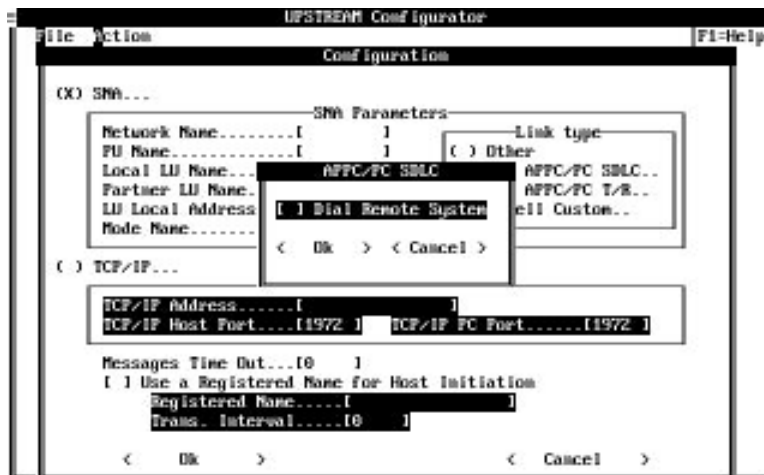 UPSTREAM Configurator
File Action F1=Help
Configuration
(X) SNA...
SNA Parameters
Network Name........[ ] Link type
PU Name.............[ ] ( ) Other
Local LU Name... APPC/PC SDLC APPC/PC SDLC..
Partner LU Name. APPC/PC T/R..
LU Local Address [ ] Dial Remote System ell Custom..
Mode Name.......
< Ok > < Cancel >
( ) TCP/IP...
TCP/IP Address......[ ]
TCP/IP Host Port....[1972 ] TCP/IP PC Port......[1972 ]
Messages Time Out...[0 ]
[ ] Use a Registered Name for Host Initiation
Registered Name.....[ ]
Trans. Interval.....[0 ]
< Ok > < Cancel >